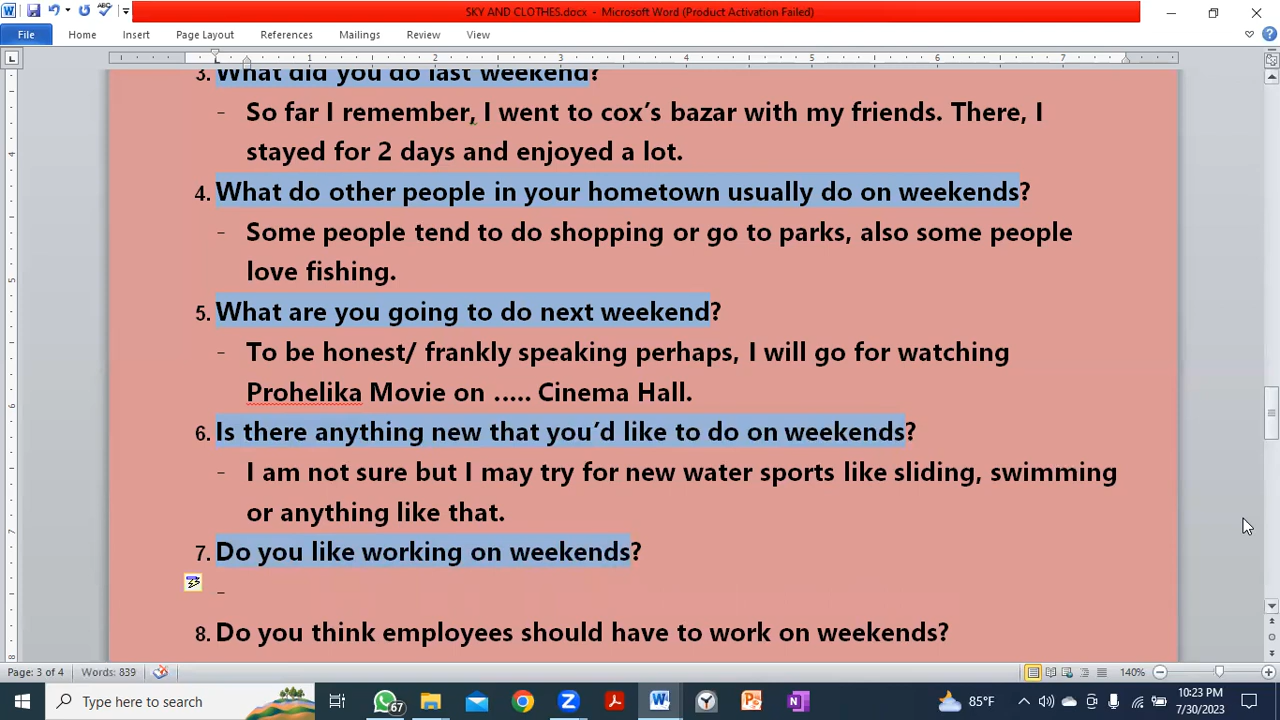 SKY AND CLOTHES.docx - Microsoft Word (Product Activation Failed)
File Home Insert Page Layout References Mailings Review View
1 2 3 4 5 6 7
3. What did you do last weekend?
- So far I remember, I went to cox's bazar with my friends. There, I
stayed for 2 days and enjoyed a lot.
4. What do other people in your hometown usually do on weekends?
- Some people tend to do shopping or go to parks, also some people
love fishing.
5. What are you going to do next weekend?
- To be honest/ frankly speaking perhaps, I will go for watching
Prohelika Movie on ..... Cinema Hall.
6. Is there anything new that you'd like to do on weekends?
- I am not sure but I may try for new water sports like sliding, swimming
or anything like that.
7. Do you like working on weekends?
-
8. Do you think employees should have to work on weekends?
Page: 3 of 4 Words: 839 140%
Type here to search 67 85°F 10:23 PM
7/30/2023